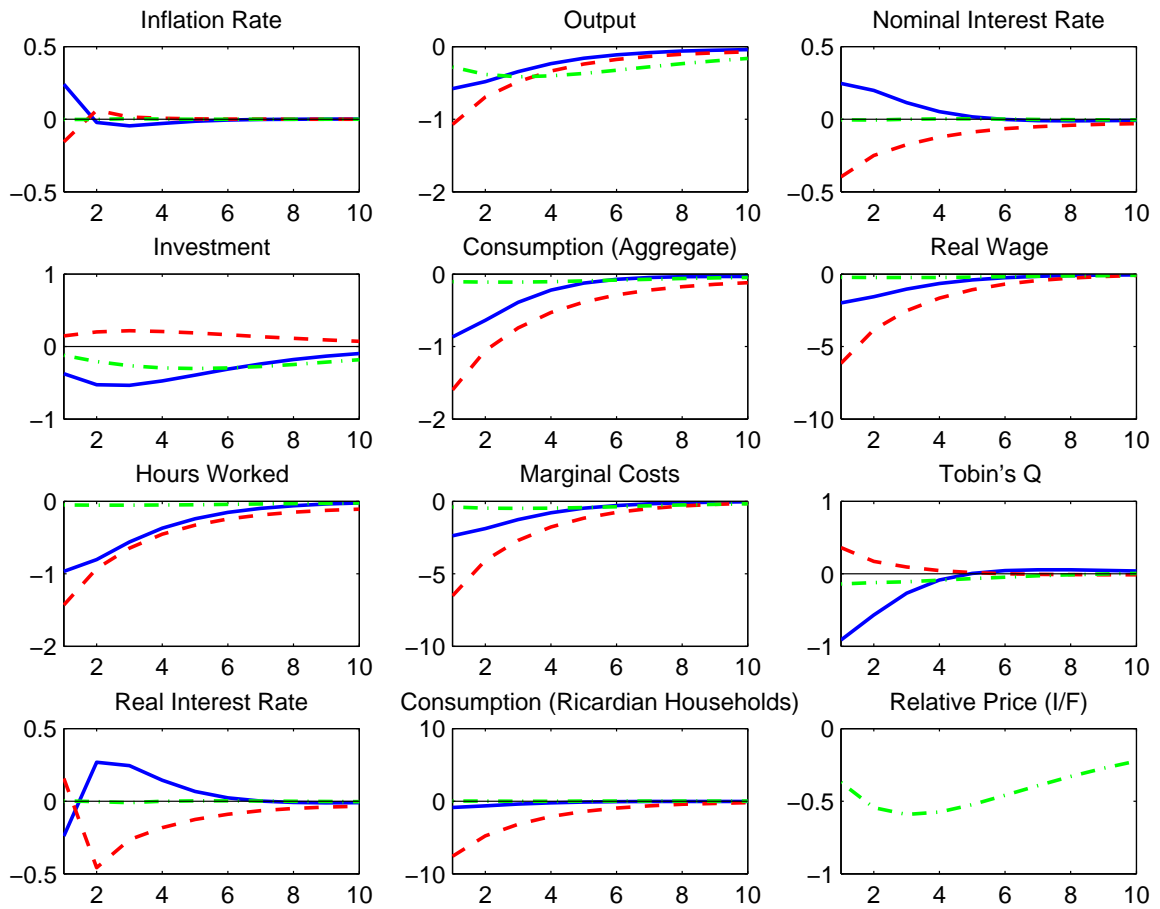 Inflation Rate
0.5
0
−0.5
2 4 6 8 10
Output
0
−1
−2
2 4 6 8 10
Nominal Interest Rate
0.5
0
−0.5
2 4 6 8 10
Investment
1
0
−1
2 4 6 8 10
Consumption (Aggregate)
0
−1
−2
2 4 6 8 10
Real Wage
0
−5
−10
2 4 6 8 10
Hours Worked
0
−1
−2
2 4 6 8 10
Marginal Costs
0
−5
−10
2 4 6 8 10
Tobin's Q
1
0
−1
2 4 6 8 10
Real Interest Rate
0.5
0
−0.5
2 4 6 8 10
Consumption (Ricardian Households)
10
0
−10
2 4 6 8 10
Relative Price (I/F)
0
−0.5
−1
2 4 6 8 10